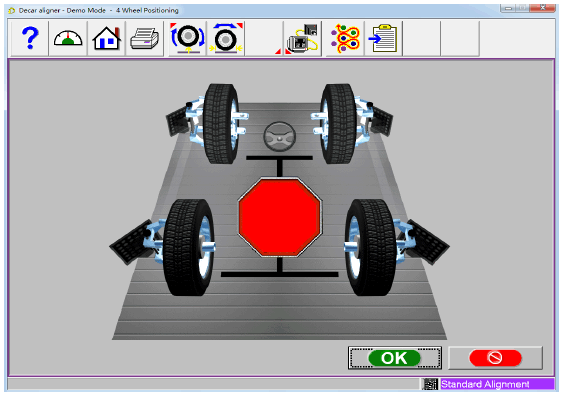 Decar aligner - Demo Mode - 4 Wheel Positioning
?
OK
Standard Alignment